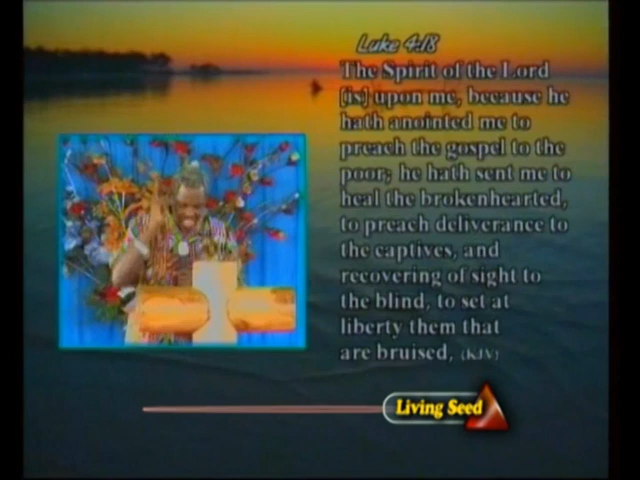 Luke 4:18
The Spirit of the Lord
[is] upon me, because he
hath anointed me to
preach the gospel to the
poor; he hath sent me to
heal the brokenhearted,
to preach deliverance to
the captives, and
recovering of sight to
the blind, to set at
liberty them that
are bruised, (KJV)
Living Seed